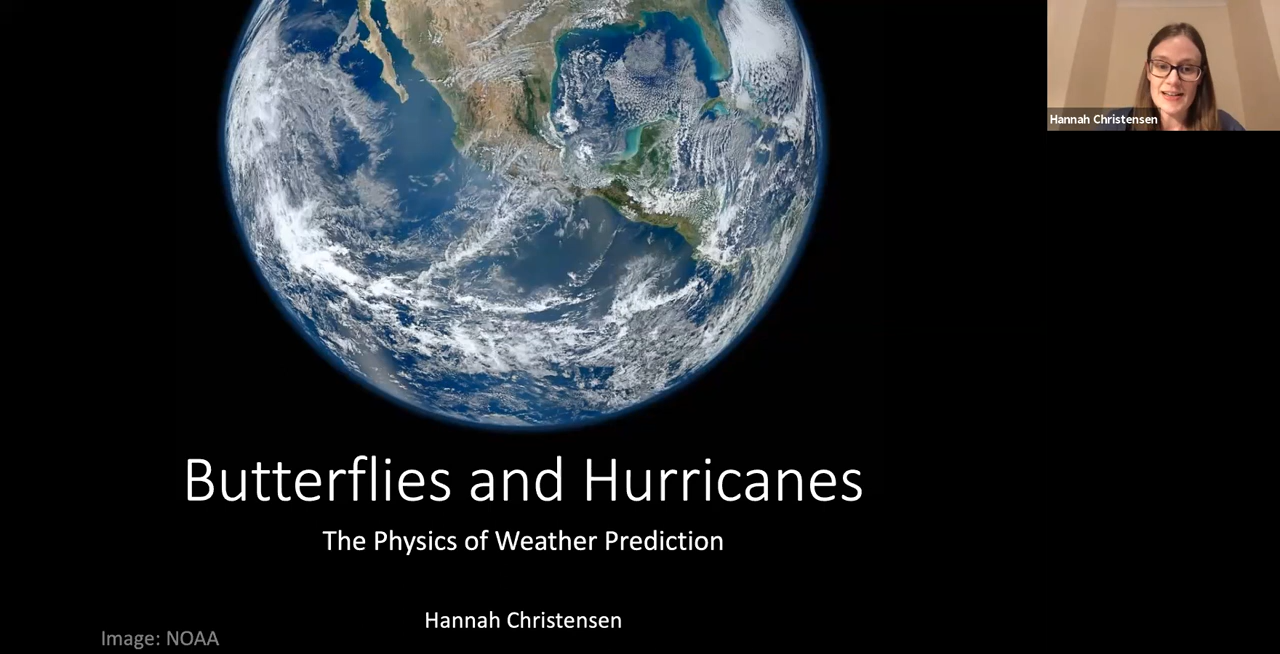 Hannah Christensen
Butterflies and Hurricanes
The Physics of Weather Prediction
Hannah Christensen
Image: NOAA